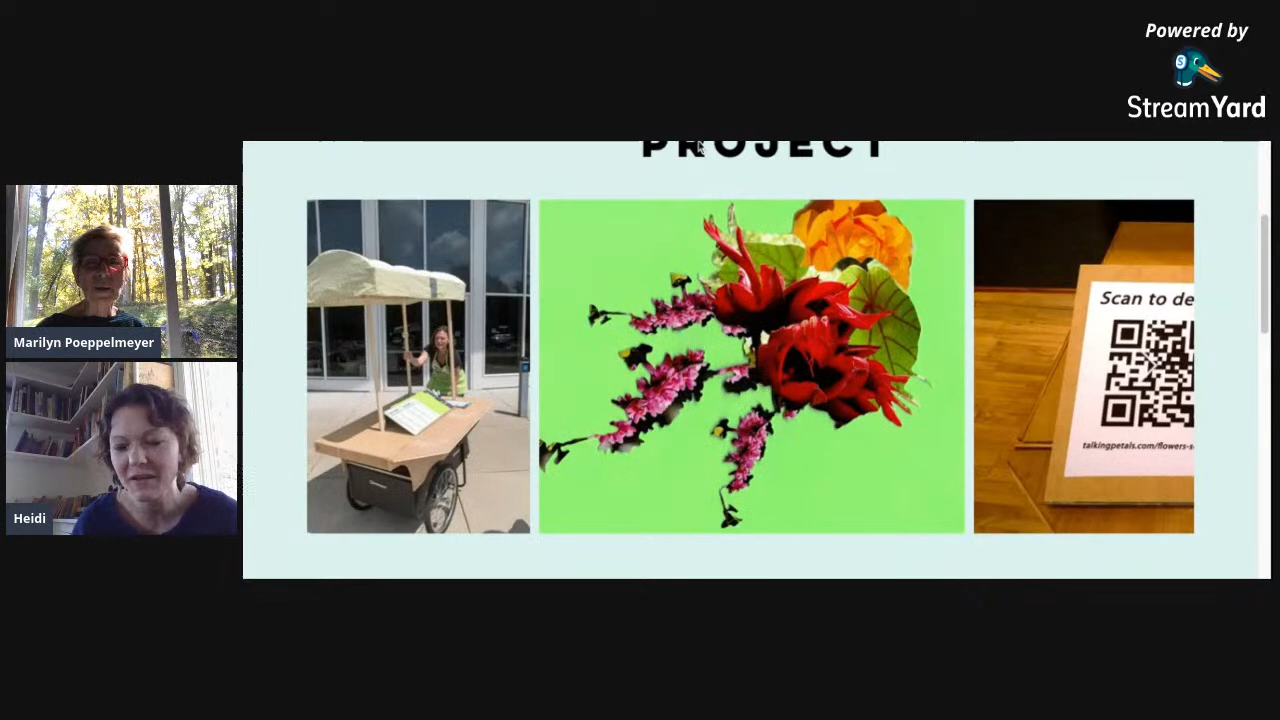 Powered by
StreamYard
PROJECT
Marilyn Poeppelmeyer
Heidi
Scan to de
talkingpetals.com/flowers-s